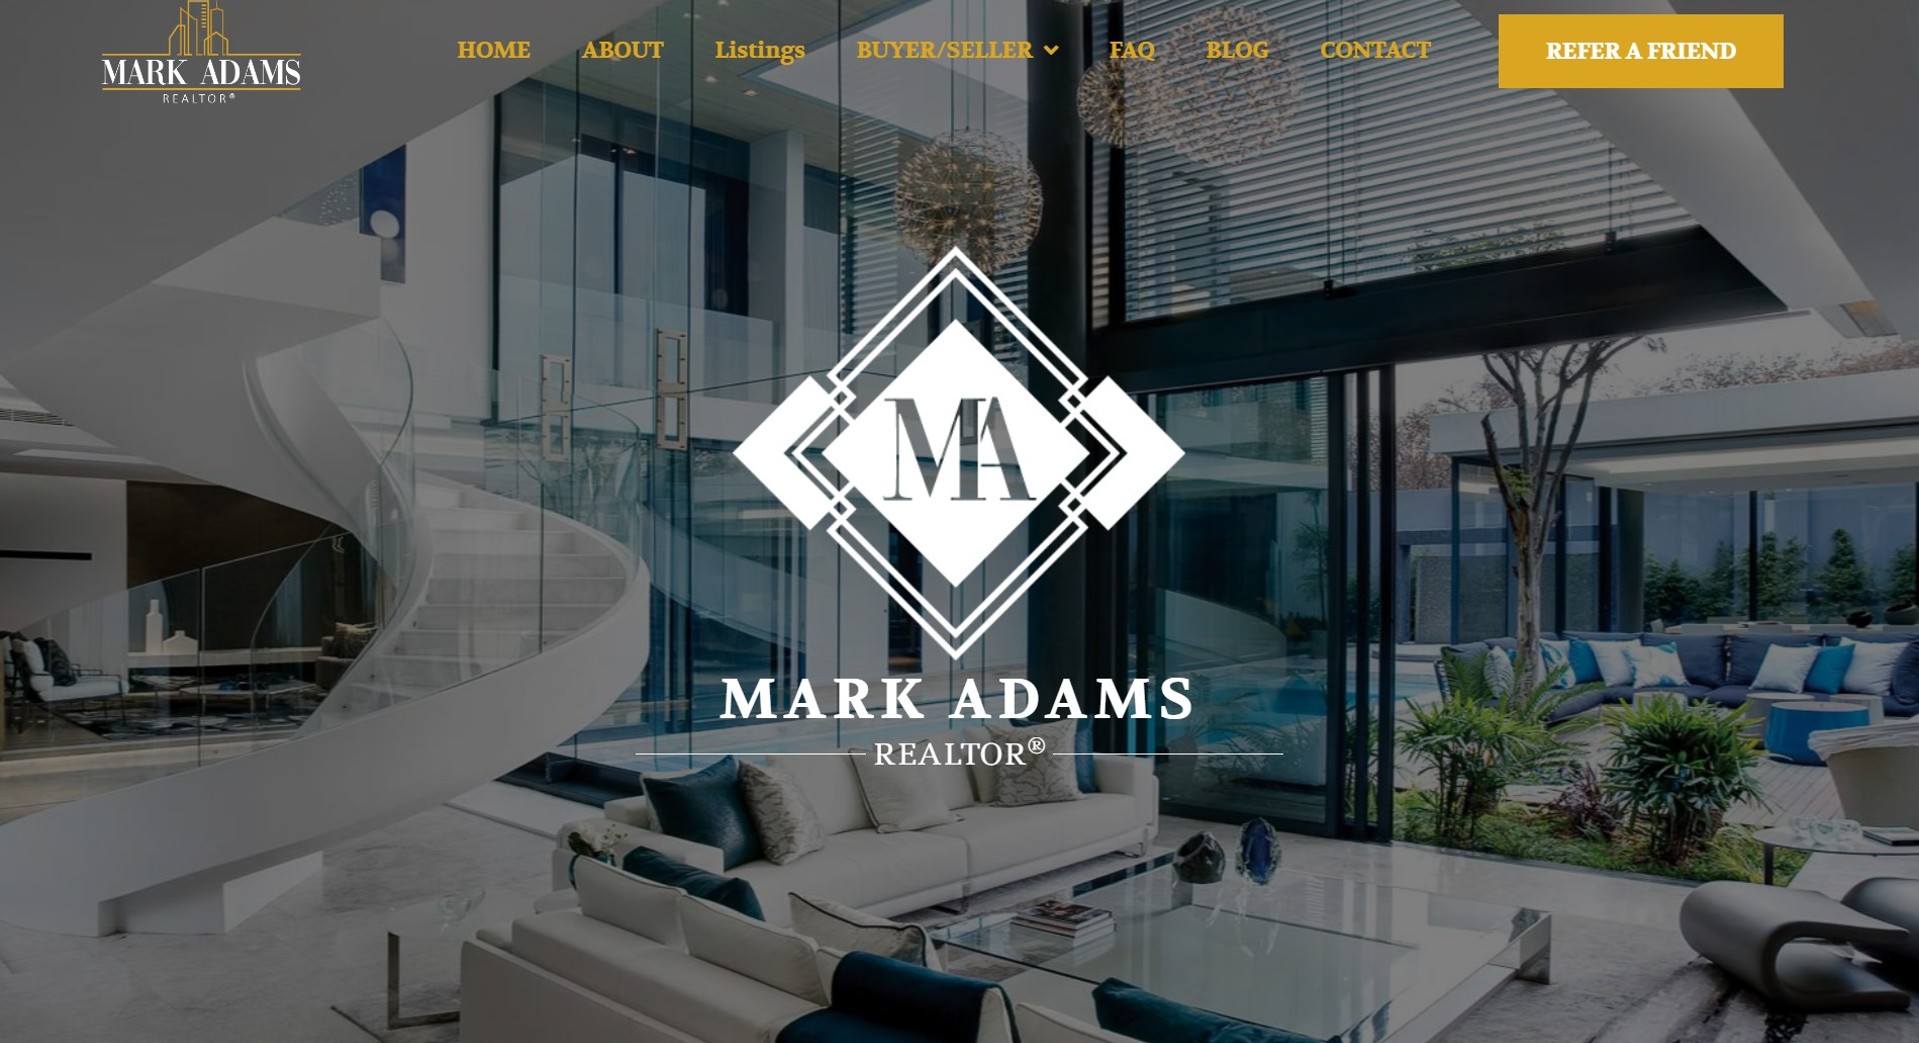 MARK ADAMS
REALTOR®
HOME ABOUT Listings BUYER/SELLER FAQ BLOG CONTACT REFER A FRIEND
MA
MARK ADAMS
REALTOR®